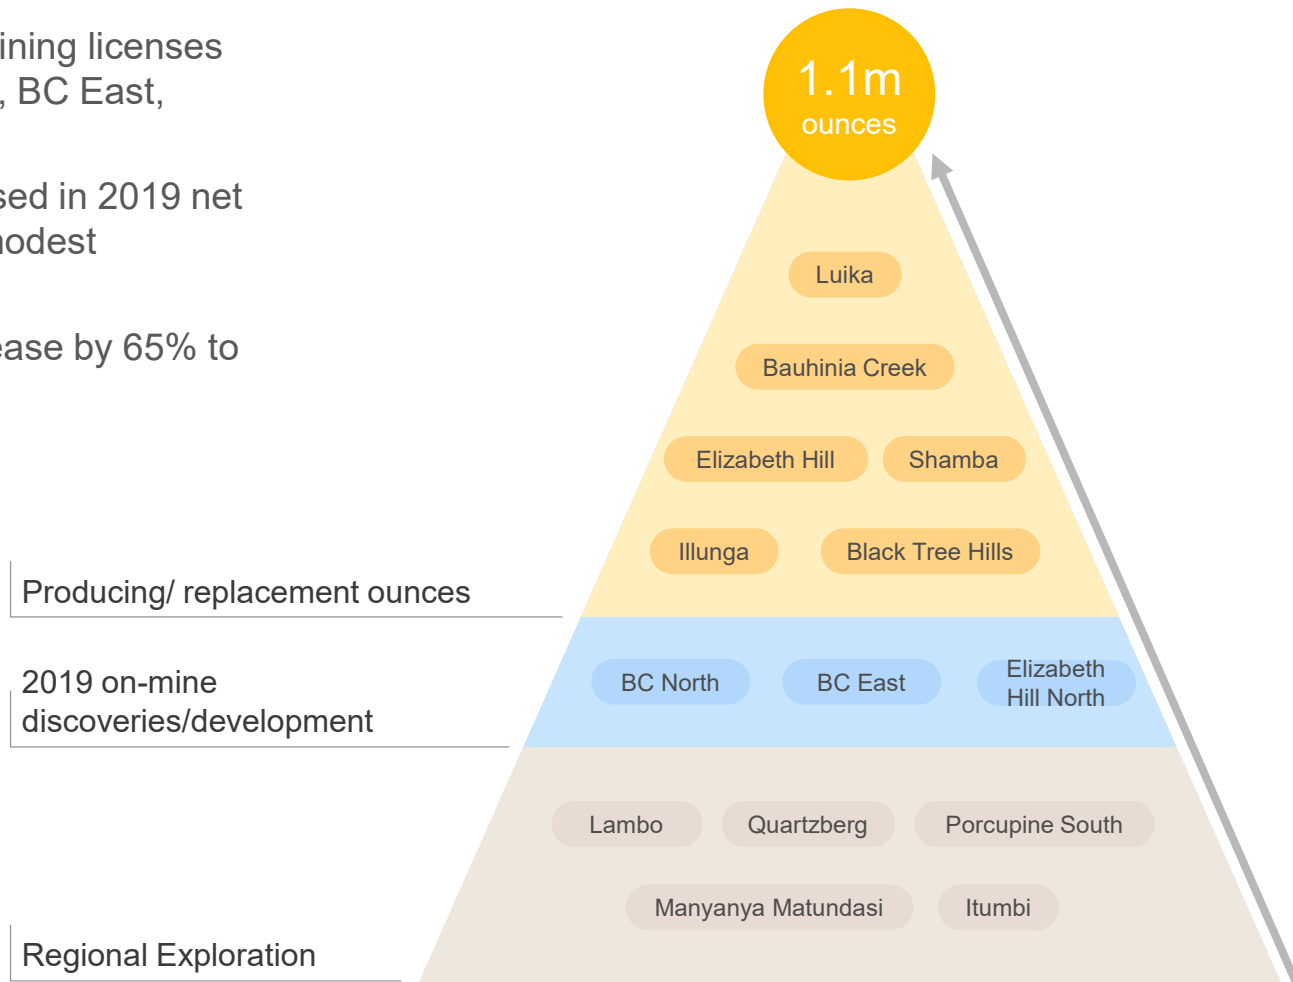 ining licenses
, BC East,
sed in 2019 net
nodest
ease by 65% to
1.1m
ounces
Luika
Bauhinia Creek
Elizabeth Hill Shamba
Illunga Black Tree Hills
Producing/ replacement ounces
2019 on-mine
discoveries/development
BC North BC East Elizabeth
Hill North
Lambo Quartzberg Porcupine South
Manyanya Matundasi Itumbi
Regional Exploration